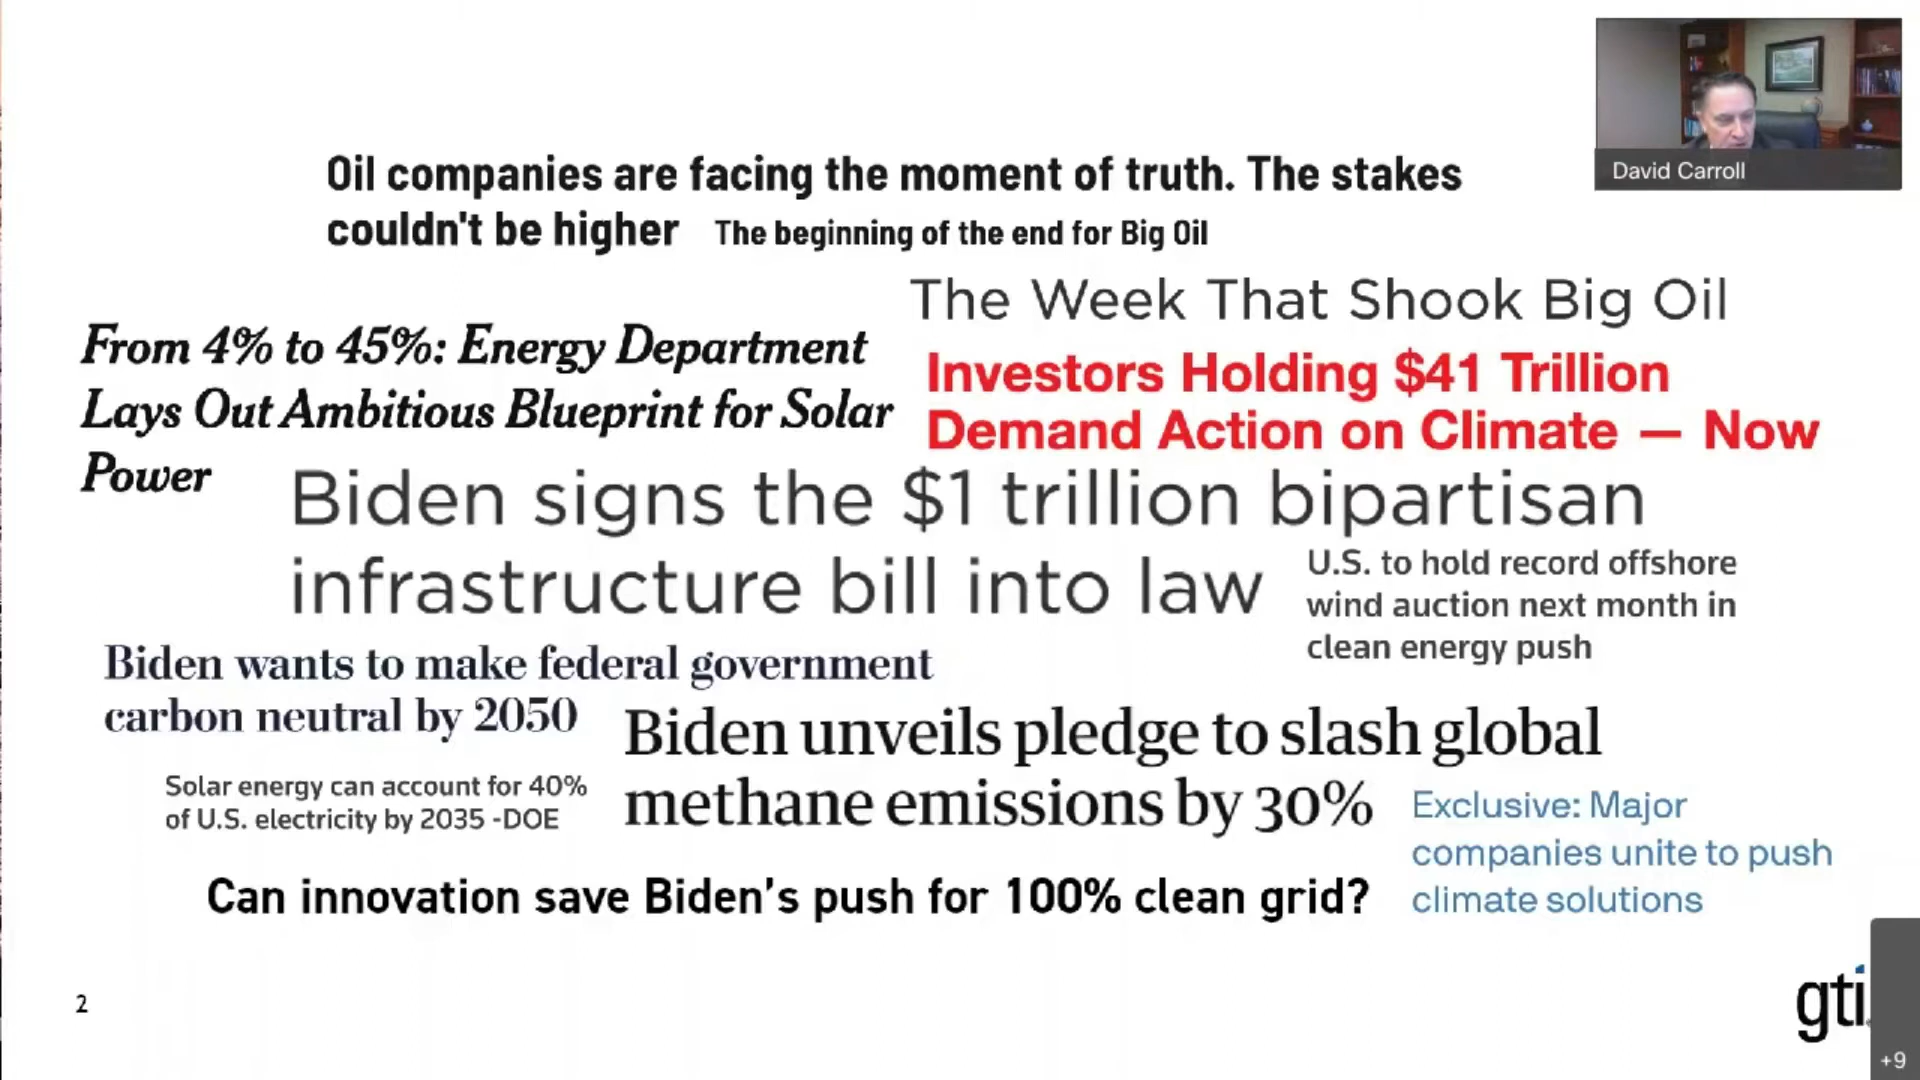 David Carroll
Oil companies are facing the moment of truth. The stakes
couldn't be higher
The beginning of the end for Big Oil
The Week That Shook Big Oil
From 4% to 45%: Energy Department
Lays Out Ambitious Blueprint for Solar
Power
Investors Holding $41 Trillion
Demand Action on Climate — Now
Biden signs the $1 trillion bipartisan
infrastructure bill into law
U.S. to hold record offshore
wind auction next month in
clean energy push
Biden wants to make federal government
carbon neutral by 2050
Biden unveils pledge to slash global
methane emissions by 30%
Solar energy can account for 40%
of U.S. electricity by 2035 -DOE
Exclusive: Major
companies unite to push
climate solutions
Can innovation save Biden's push for 100% clean grid?
2
gti
+9